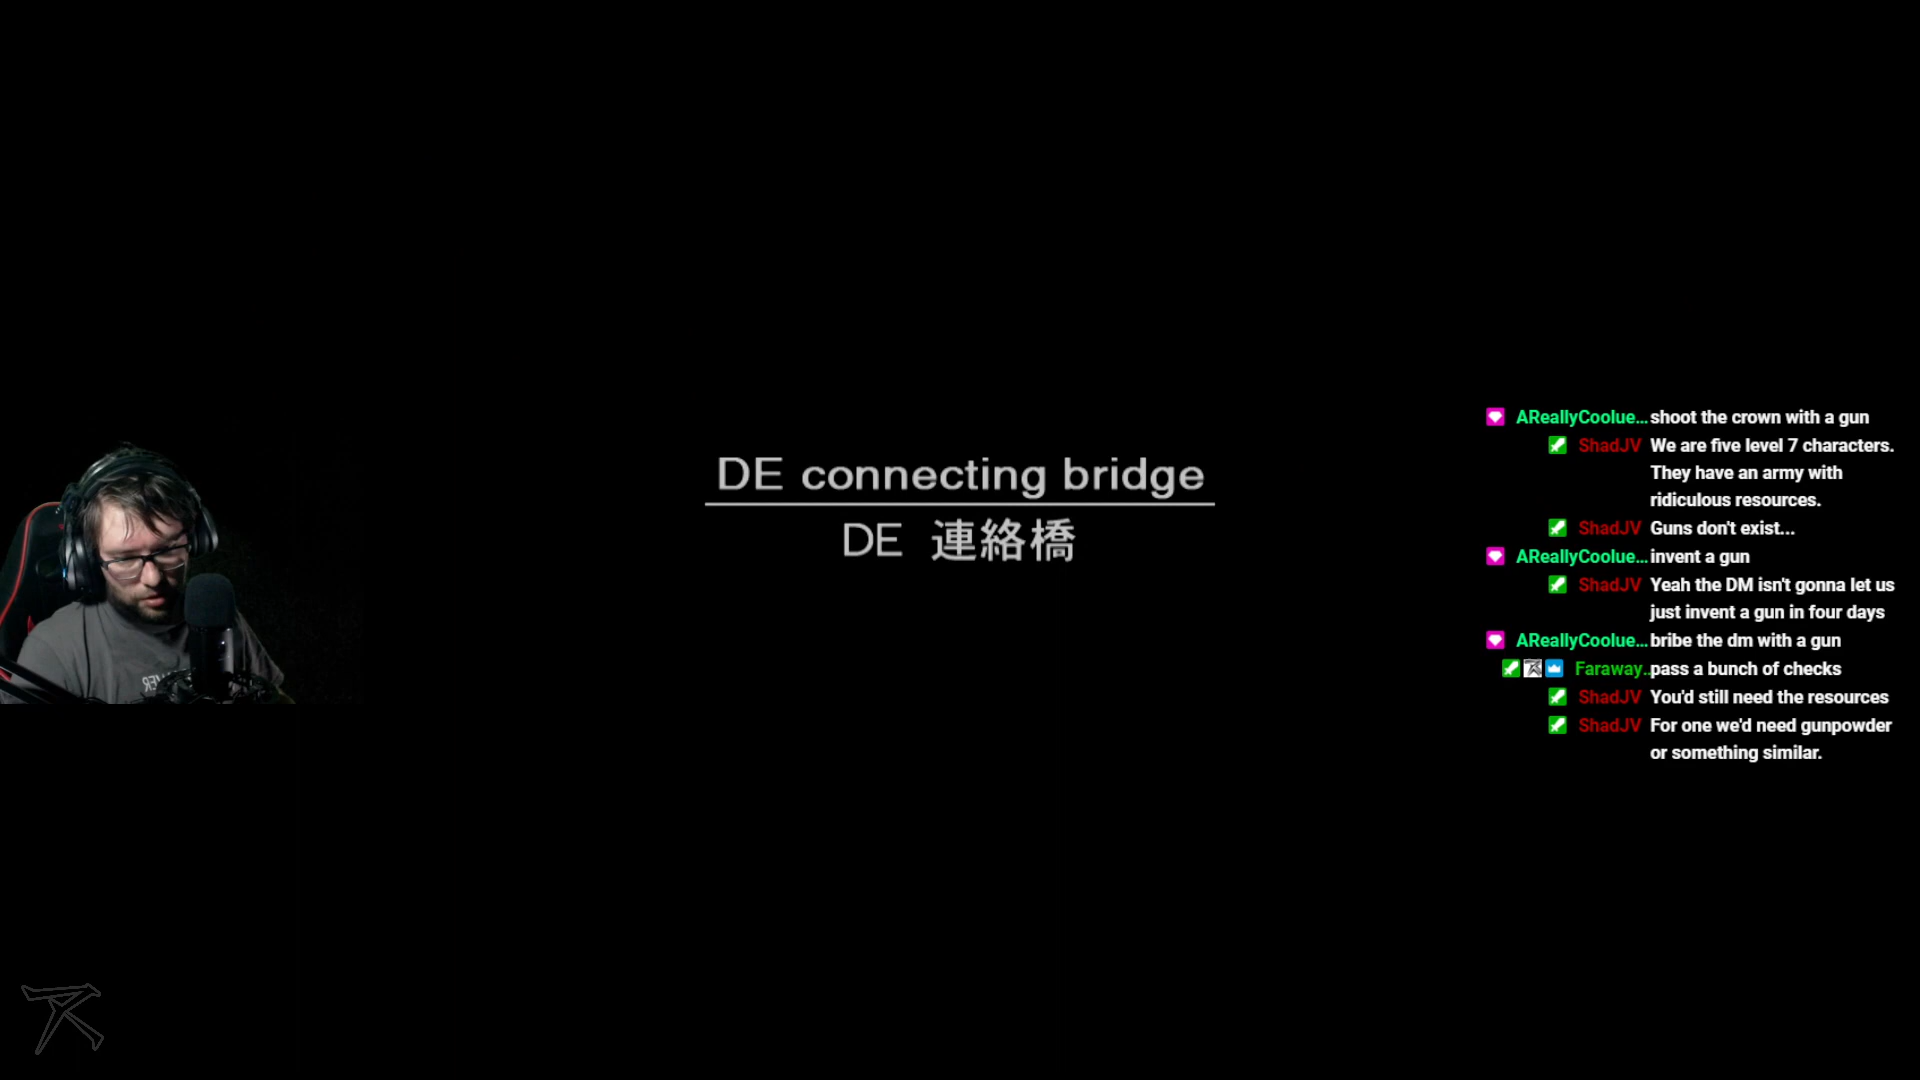 DE connecting bridge
DE 連絡橋
AReallyCoolue... shoot the crown with a gun
ShadJV We are five level 7 characters.
They have an army with
ridiculous resources.
ShadJV Guns don't exist...
AReallyCoolue... invent a gun
ShadJV Yeah the DM isn't gonna let us
just invent a gun in four days
AReallyCoolue... bribe the dm with a gun
Faraway.. pass a bunch of checks
ShadJV You'd still need the resources
ShadJV For one we'd need gunpowder
or something similar.